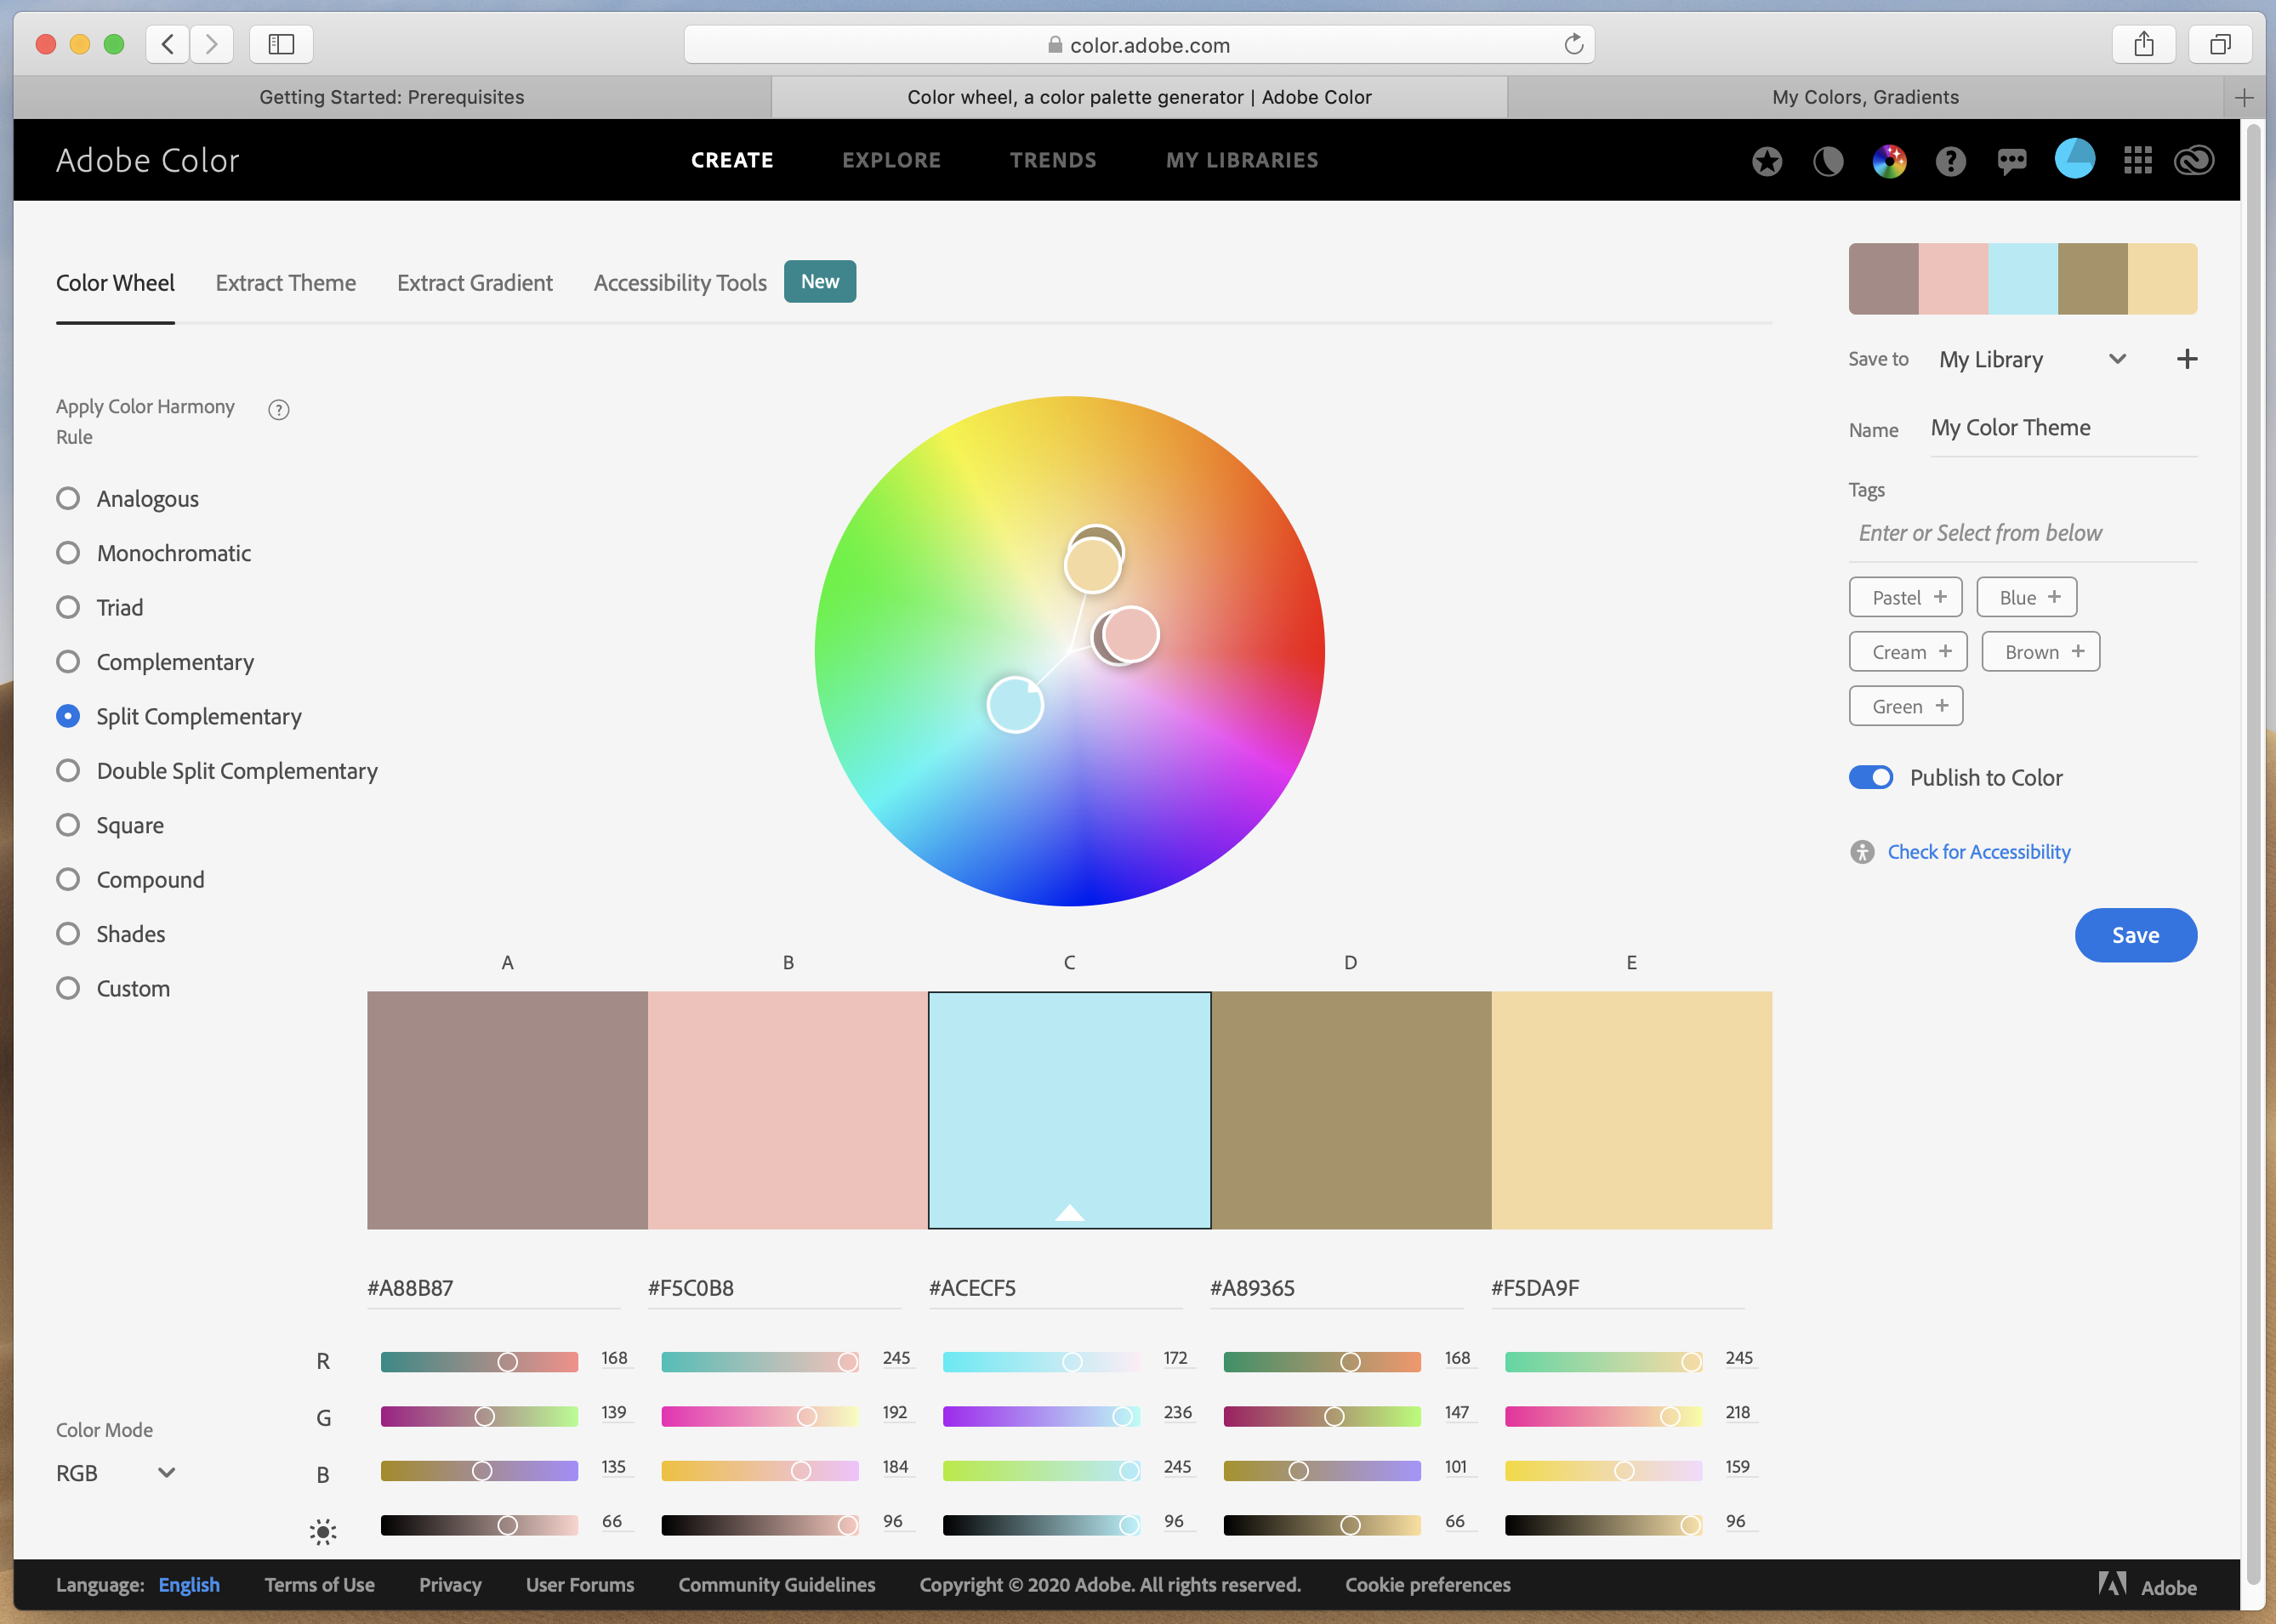 color.adobe.com
Getting Started: Prerequisites
Color wheel, a color palette generator | Adobe Color
My Colors, Gradients
Adobe Color
CREATE
EXPLORE
TRENDS
MY LIBRARIES
Color Wheel
Extract Theme
Extract Gradient
Accessibility Tools
New
Apply Color Harmony
Rule
?
Analogous
Monochromatic
Triad
Complementary
Split Complementary
Double Split Complementary
Square
Compound
Shades
Custom
Save to
My Library
Name
My Color Theme
Tags
Enter or Select from below
Pastel +
Blue +
Cream +
Brown +
Green +
Publish to Color
Check for Accessibility
Save
A B C D E
#A88B87 #F5C0B8 #ACECF5 #A89365 #F5DA9F
R 168 245 172 168 245
G 139 192 236 147 218
B 135 184 245 101 159
66 96 96 66 96
Color Mode
RGB
Language: English Terms of Use Privacy User Forums Community Guidelines Copyright © 2020 Adobe. All rights reserved. Cookie preferences
Adobe